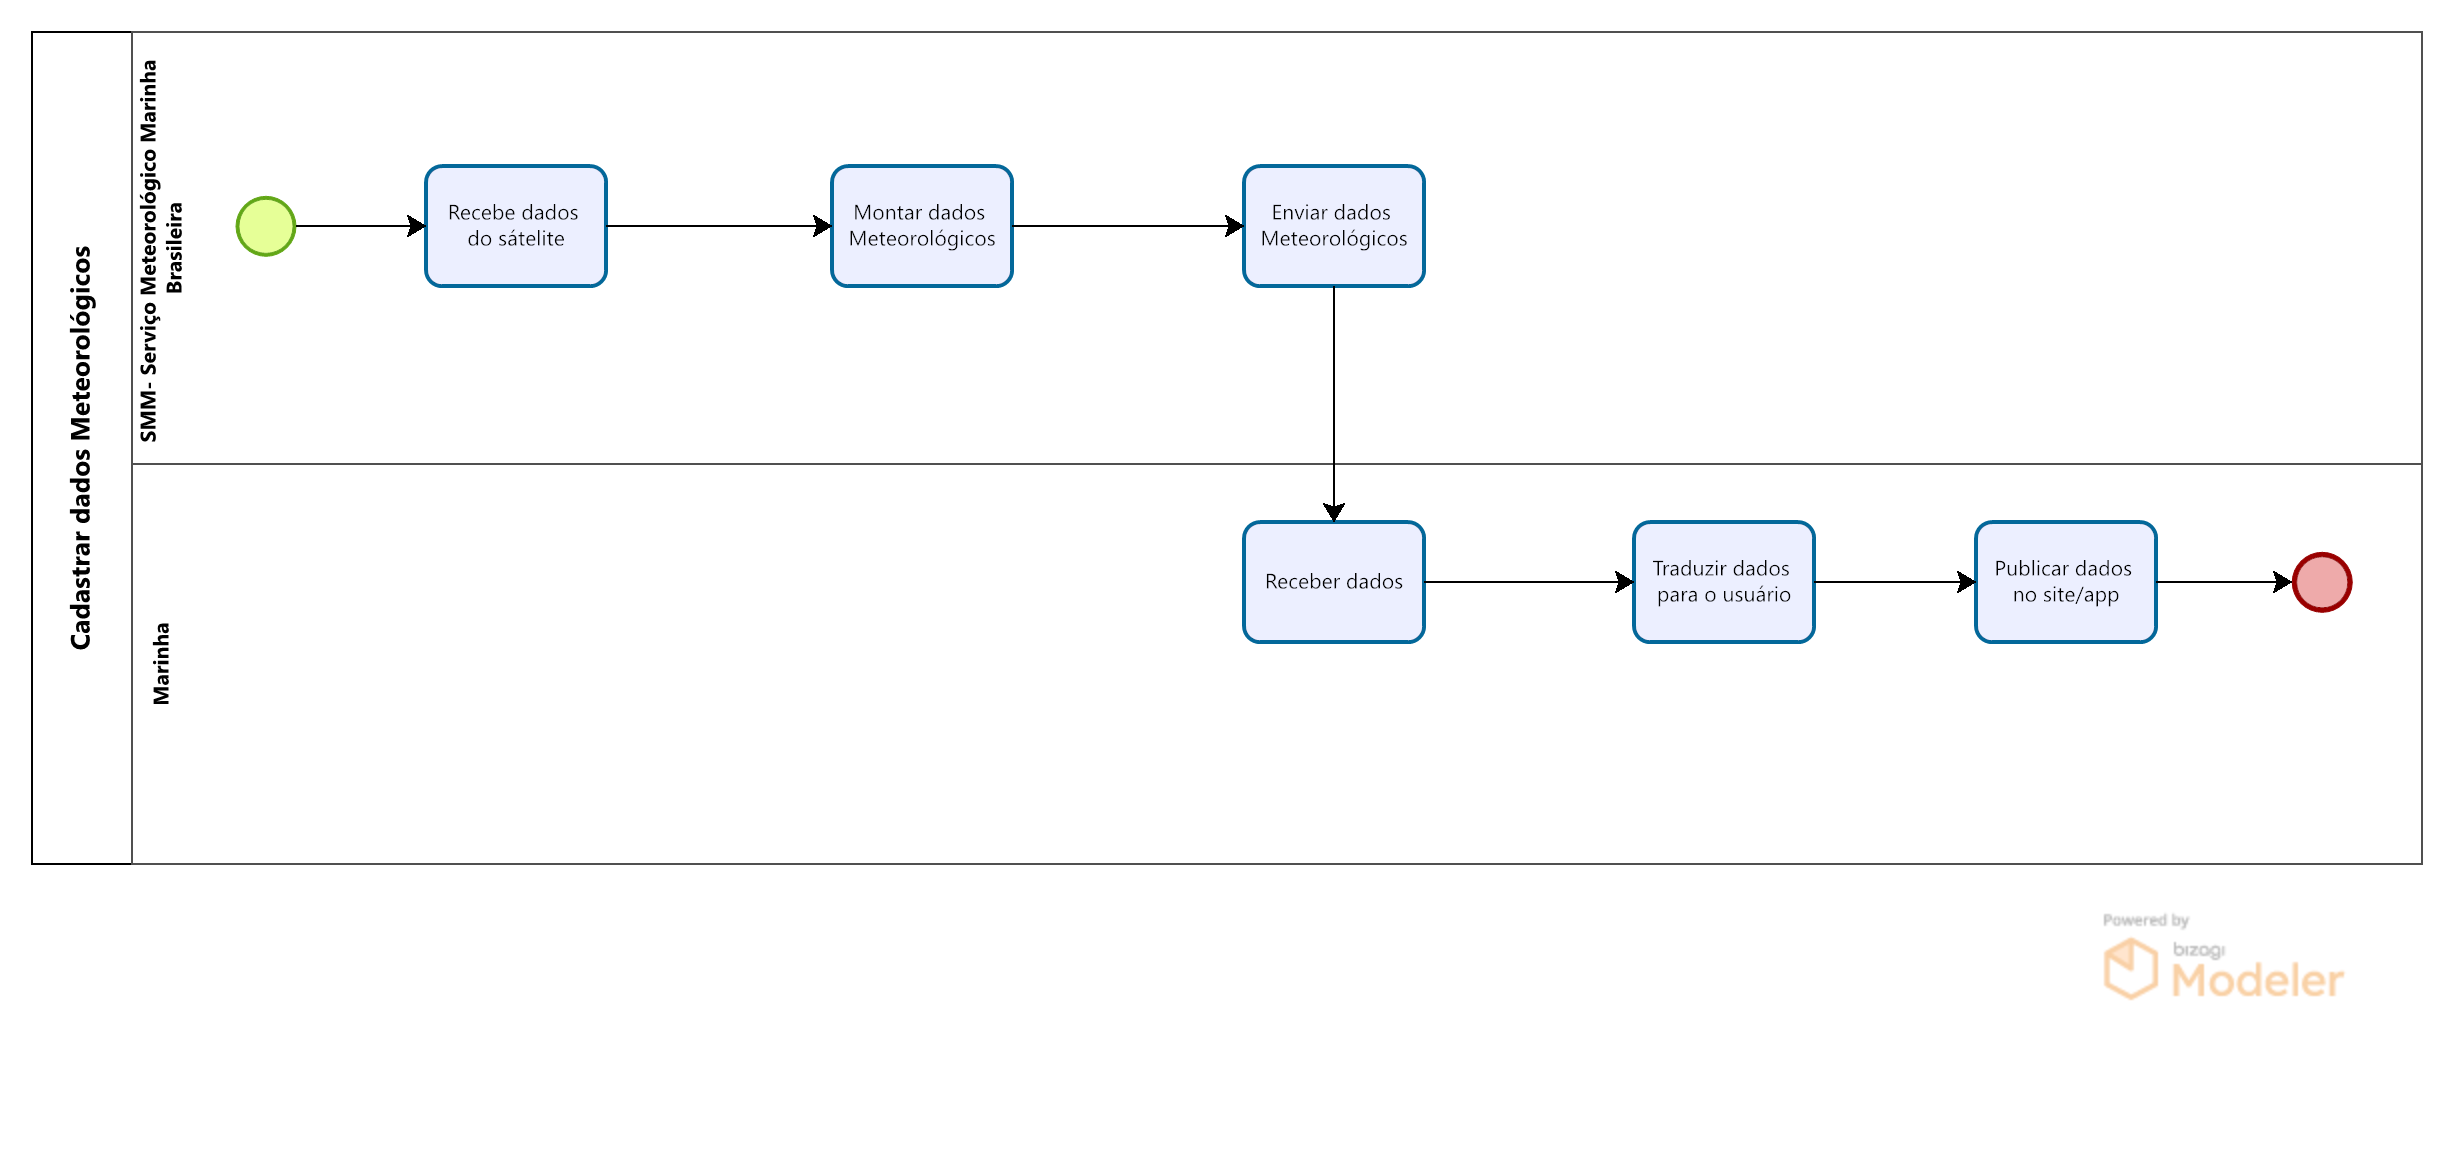 Cadastrar dados Meteorológicos
SMM- Serviço Meteorológico Marinha
Brasileira
Recebe dados
do sátelite
Montar dados
Meteorológicos
Enviar dados
Meteorológicos
Marinha
Receber dados
Traduzir dados
para o usuário
Publicar dados
no site/app
Powered by
bizagi
Modeler